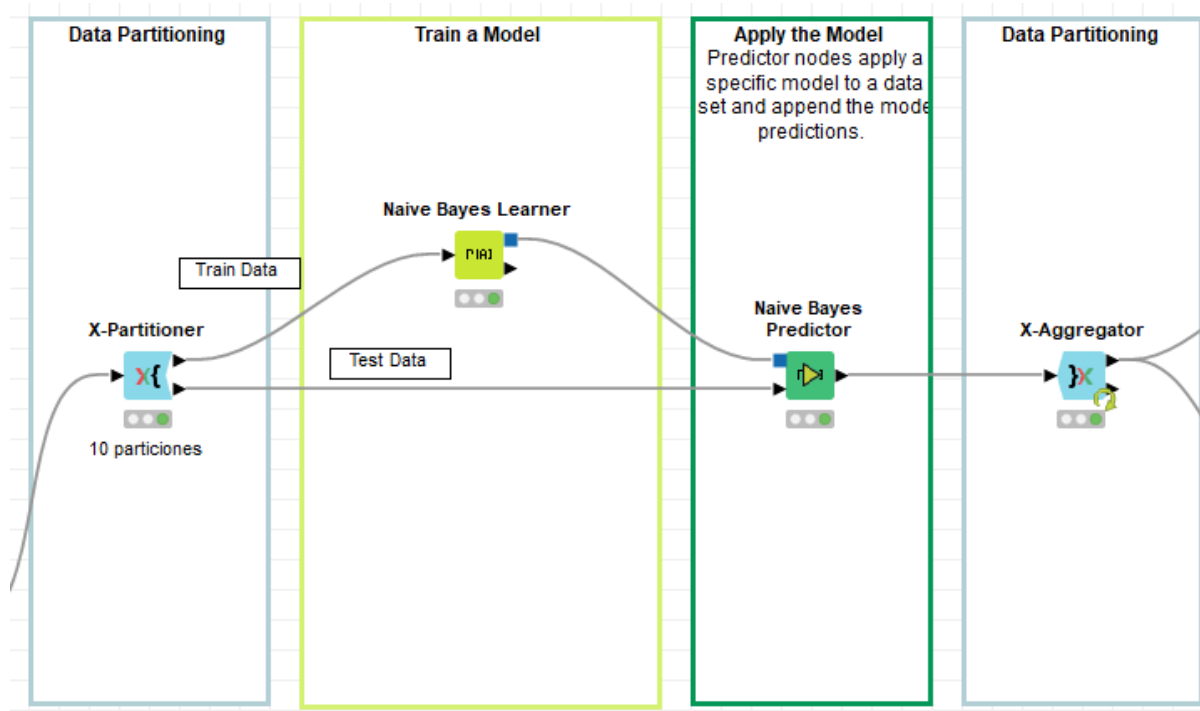 Data Partitioning
Train a Model
Apply the Model
Predictor nodes apply a
specific model to a data
set and append the mode
predictions.
Data Partitioning
Naive Bayes Learner
Train Data
X-Partitioner
Test Data
Naive Bayes
Predictor
X-Aggregator
10 particiones